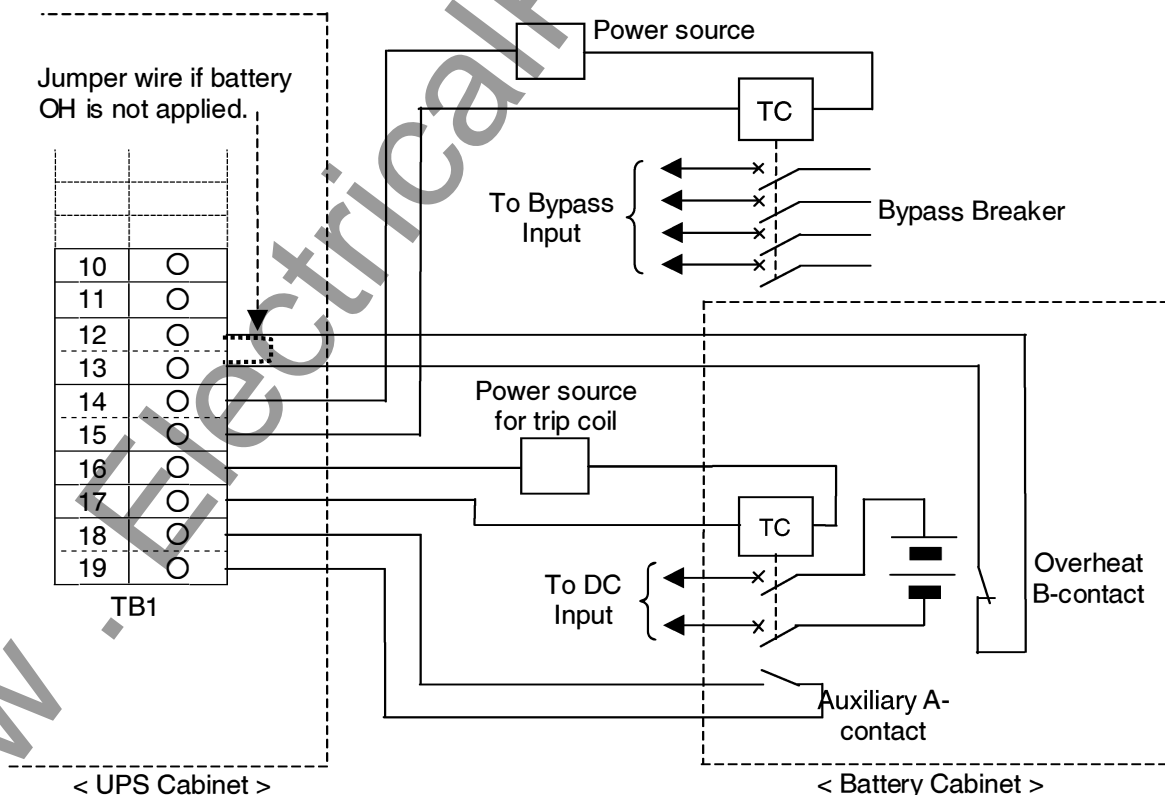 Power source
Jumper wire if battery
OH is not applied.
TC
To Bypass
Input
Bypass Breaker
10
11
12
13
14
15
16
17
18
19
TB1
Power source
for trip coil
TC
To DC
Input
Overheat
B-contact
Auxiliary A-
contact
< UPS Cabinet >
< Battery Cabinet >
w . Electrical